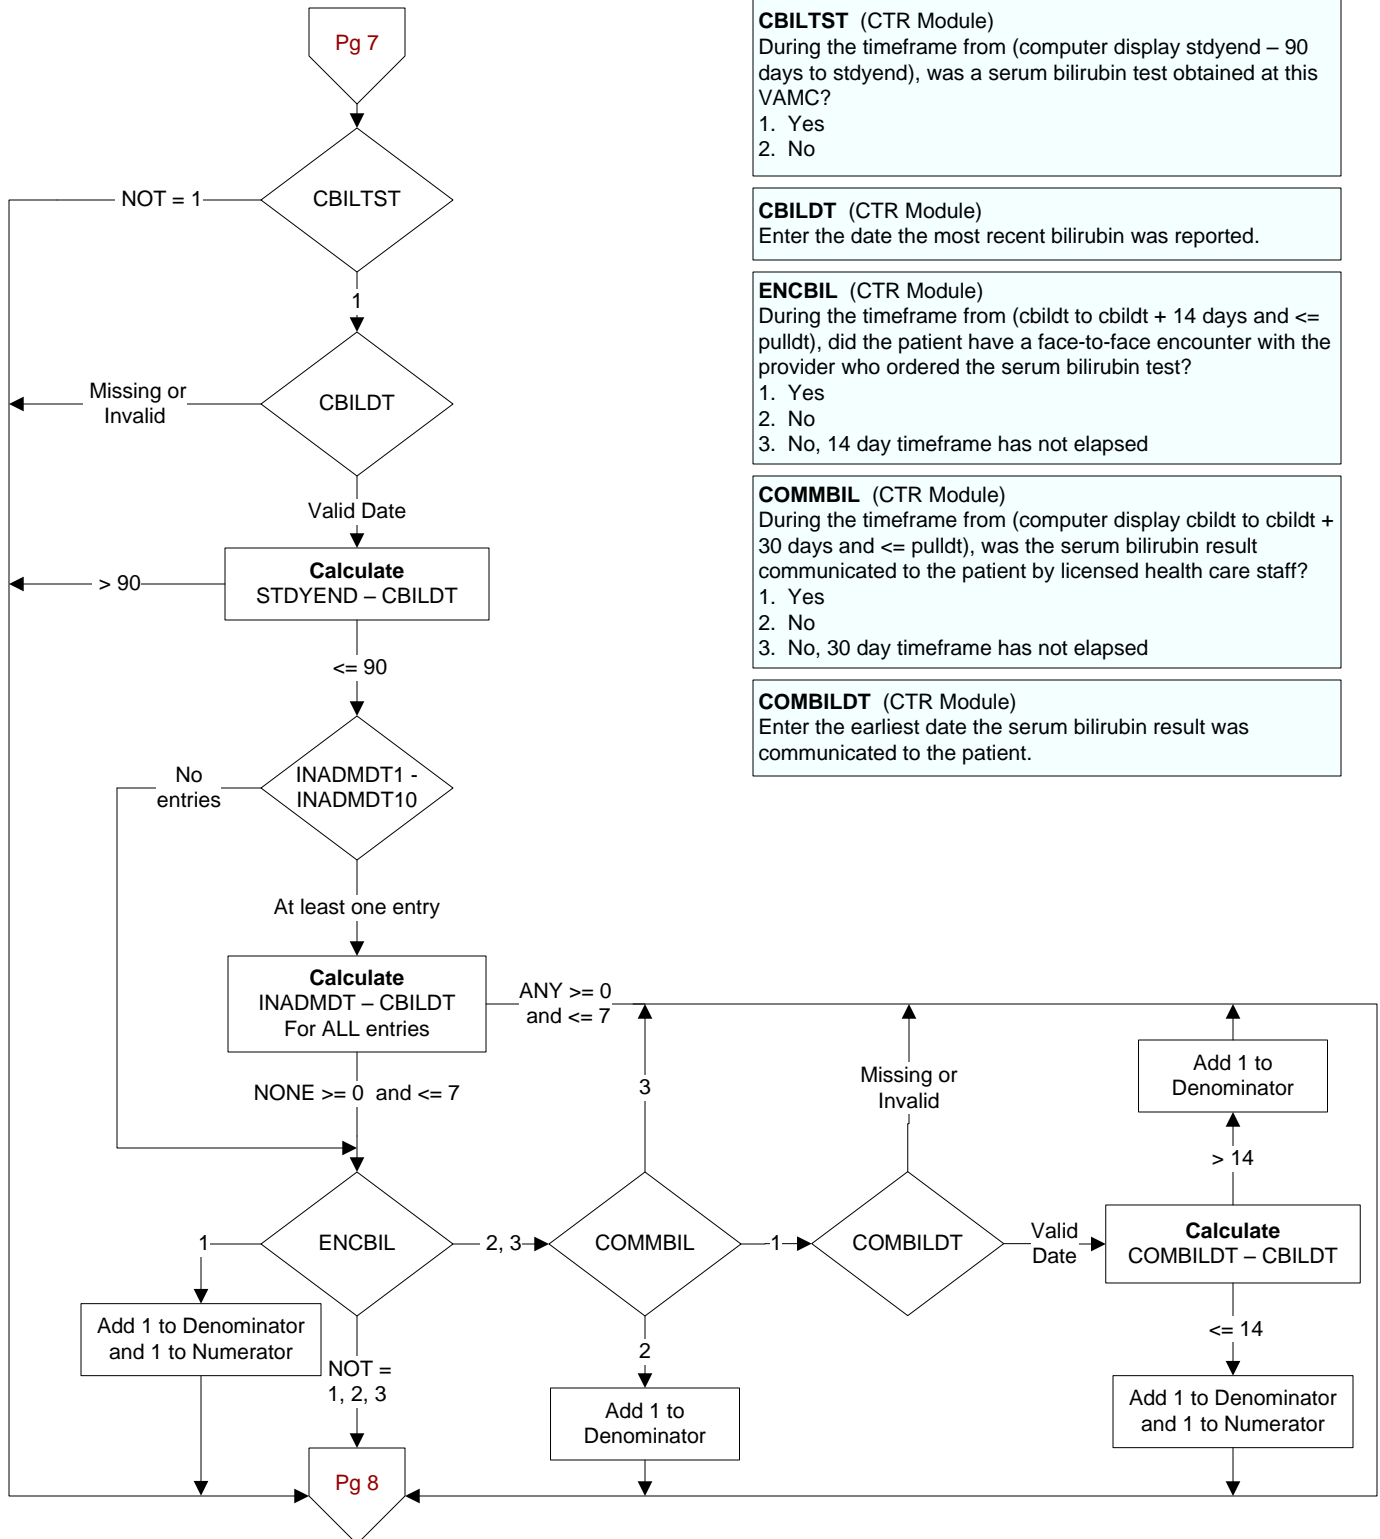 Pg 7
CBILTST
NOT = 1
1
CBILDT
Missing or
Invalid
Valid Date
Calculate
STDYEND – CBILDT
> 90
<= 90
INADMDT1 -
INADMDT10
No
entries
At least one entry
Calculate
INADMDT – CBILDT
For ALL entries
ANY >= 0
and <= 7
NONE >= 0 and <= 7
ENCBIL
1
Add 1 to Denominator
and 1 to Numerator
NOT =
1, 2, 3
2, 3
COMMBIL
3
2
Add 1 to
Denominator
1
COMBILDT
Missing or
Invalid
Valid
Date
Calculate
COMBILDT – CBILDT
> 14
Add 1 to
Denominator
<= 14
Add 1 to Denominator
and 1 to Numerator
Pg 8
CBILTST (CTR Module)
During the timeframe from (computer display stdyend – 90
days to stdyend), was a serum bilirubin test obtained at this
VAMC?
1. Yes
2. No
CBILDT (CTR Module)
Enter the date the most recent bilirubin was reported.
ENCBIL (CTR Module)
During the timeframe from (cbildt to cbildt + 14 days and <=
pulldt), did the patient have a face-to-face encounter with the
provider who ordered the serum bilirubin test?
1. Yes
2. No
3. No, 14 day timeframe has not elapsed
COMMBIL (CTR Module)
During the timeframe from (computer display cbildt to cbildt +
30 days and <= pulldt), was the serum bilirubin result
communicated to the patient by licensed health care staff?
1. Yes
2. No
3. No, 30 day timeframe has not elapsed
COMBILDT (CTR Module)
Enter the earliest date the serum bilirubin result was
communicated to the patient.